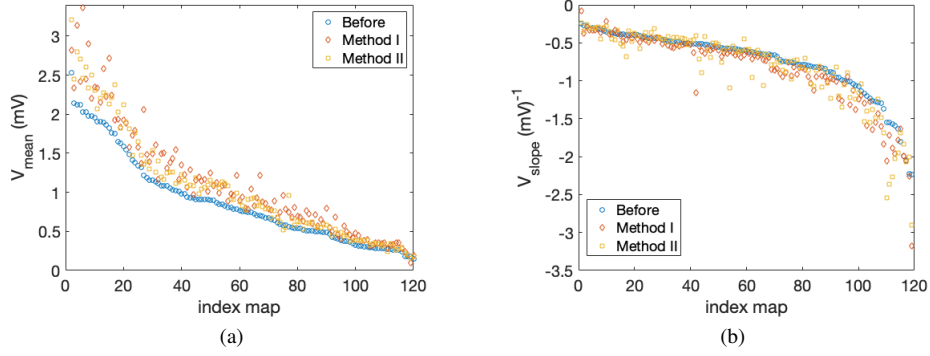 3
2.5
2
1.5
1
0.5
0
V_mean (mV)
0 20 40 60 80 100 120
index map
Before
Method I
Method II
(a)
0
-0.5
-1
-1.5
-2
-2.5
-3
-3.5
V_slope (mV)^-1
0 20 40 60 80 100 120
index map
Before
Method I
Method II
(b)